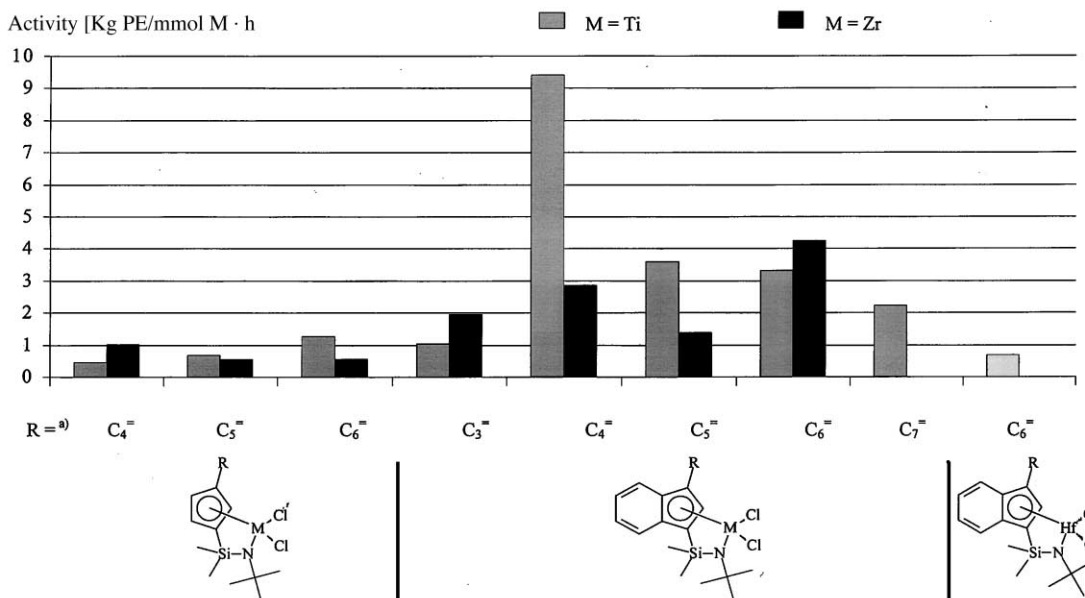 Activity [Kg PE/mmol M · h
M = Ti
M = Zr
10
9
8
7
6
5
4
3
2
1
0
R = a) C4= C5= C6= C3= C4= C5= C6= C7= C6=
R R R
M Cl Cl M Cl Cl Hf
Si N Si N Si N